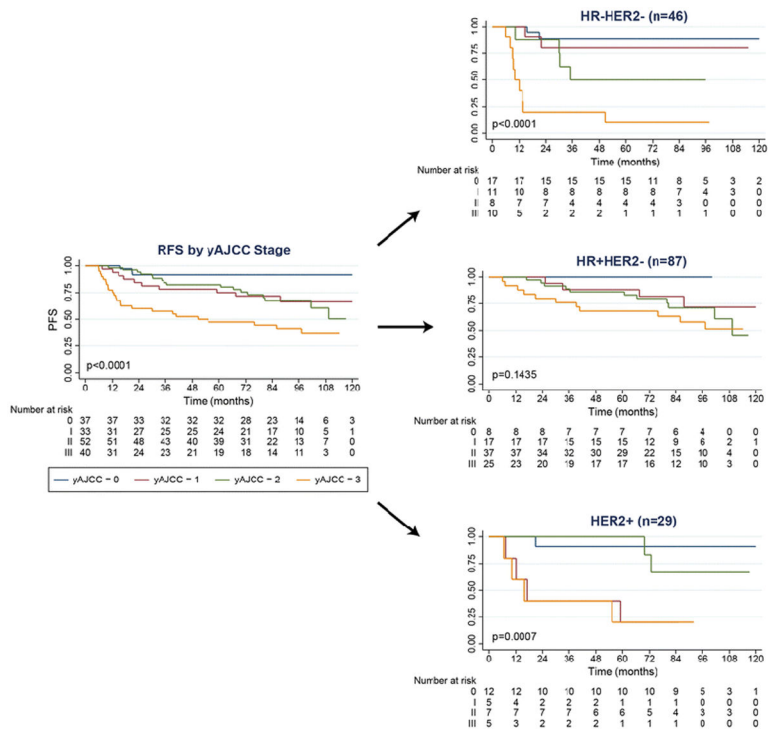 HR-HER2- (n=46)
1.00
0.75
0.50
0.25
0.00
p<0.0001
0 12 24 36 48 60 72 84 96 108 120
Time (months)
Number at risk
0 17 17 15 15 15 15 11 8 5 3 2
I 11 10 8 8 8 8 8 7 4 3 0
II 8 7 7 4 4 4 4 3 0 0 0
III 10 5 2 2 2 1 1 1 1 0 0
RFS by yAJCC Stage
PFS
1.00
0.75
0.50
0.25
0.00
p<0.0001
0 12 24 36 48 60 72 84 96 108 120
Time (months)
Number at risk
0 37 37 33 32 32 32 28 23 14 6 3
I 33 31 27 25 25 24 21 17 10 5 1
II 52 51 48 43 40 39 31 22 13 7 0
III 40 31 24 23 21 19 18 14 11 3 0
yAJCC - 0 yAJCC - 1 yAJCC - 2 yAJCC - 3
HR+HER2- (n=87)
1.00
0.75
0.50
0.25
0.00
p=0.1435
0 12 24 36 48 60 72 84 96 108 120
Time (months)
Number at risk
0 8 8 8 7 7 7 7 6 4 0 0
I 17 17 17 15 15 15 12 9 6 2 1
II 37 37 34 32 30 29 22 15 10 4 0
III 25 23 20 19 17 17 16 12 10 3 0
HER2+ (n=29)
1.00
0.75
0.50
0.25
0.00
p=0.0007
0 12 24 36 48 60 72 84 96 108 120
Time (months)
Number at risk
0 12 12 10 10 10 10 10 9 5 3 1
I 5 4 2 2 2 1 1 1 0 0 0
II 7 7 7 7 6 6 5 4 3 3 0
III 5 3 2 2 2 1 1 1 0 0 0